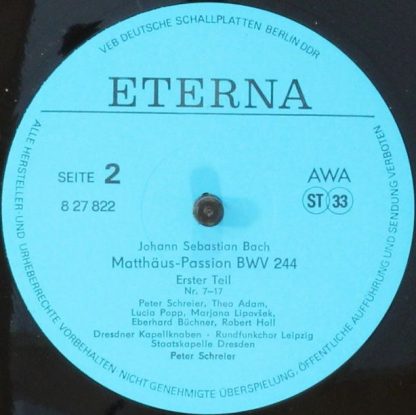 VEB DEUTSCHE SCHALLPLATTEN BERLIN DDR
ETERNA
SEITE 2
8 27 822
AWA
ST 33
Johann Sebastian Bach
Matthäus-Passion BWV 244
Erster Teil
Nr. 7–17
Peter Schreier, Theo Adam,
Lucia Popp, Marjana Lipovšek,
Eberhard Büchner, Robert Holl
Dresdner Kapellknaben - Rundfunkchor Leipzig
Staatskapelle Dresden
Peter Schreier
ALLE HERSTELLER- UND URHEBERRECHTE VORBEHALTEN NICHT GENEHMIGTE ÜBERSPIELUNG, ÖFFENTLICHE AUFFÜHRUNG UND SENDUNG VERBOTEN